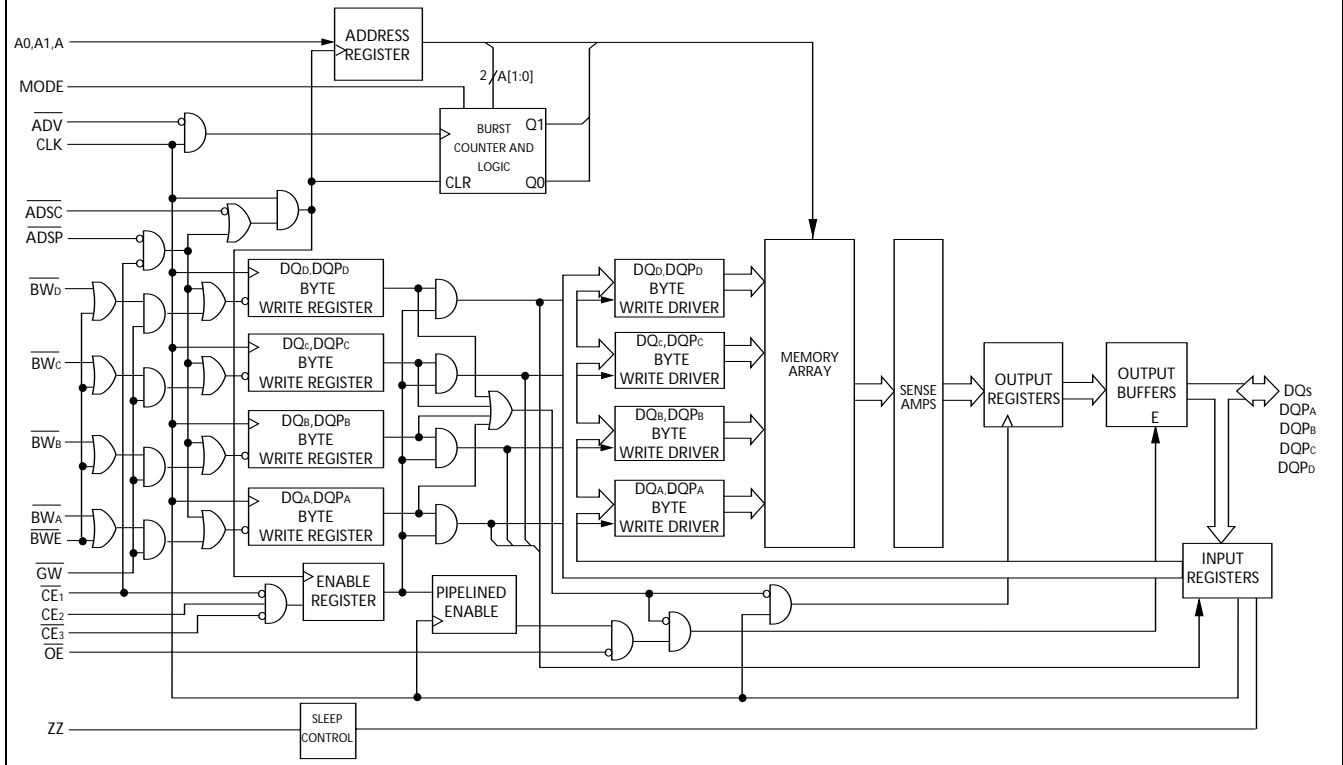 A0,A1,A
MODE
ADV
CLK
ADSC
ADSP
BWD
BWC
BWB
BWA
BWE
GW
CE1
CE2
CE3
OE
ZZ
ADDRESS
REGISTER
2
A[1:0]
BURST
COUNTER AND
LOGIC
CLR
Q1
Q0
DQD,DQPD
BYTE
WRITE REGISTER
DQC,DQPC
BYTE
WRITE REGISTER
DQB,DQPB
BYTE
WRITE REGISTER
DQA,DQPA
BYTE
WRITE REGISTER
ENABLE
REGISTER
PIPELINED
ENABLE
SLEEP
CONTROL
DQD,DQPD
BYTE
WRITE DRIVER
DQC,DQPC
BYTE
WRITE DRIVER
DQB,DQPB
BYTE
WRITE DRIVER
DQA,DQPA
BYTE
WRITE DRIVER
MEMORY
ARRAY
SENSE
AMPS
OUTPUT
REGISTERS
OUTPUT
BUFFERS
E
DQs
DQPA
DQPB
DQPC
DQPD
INPUT
REGISTERS